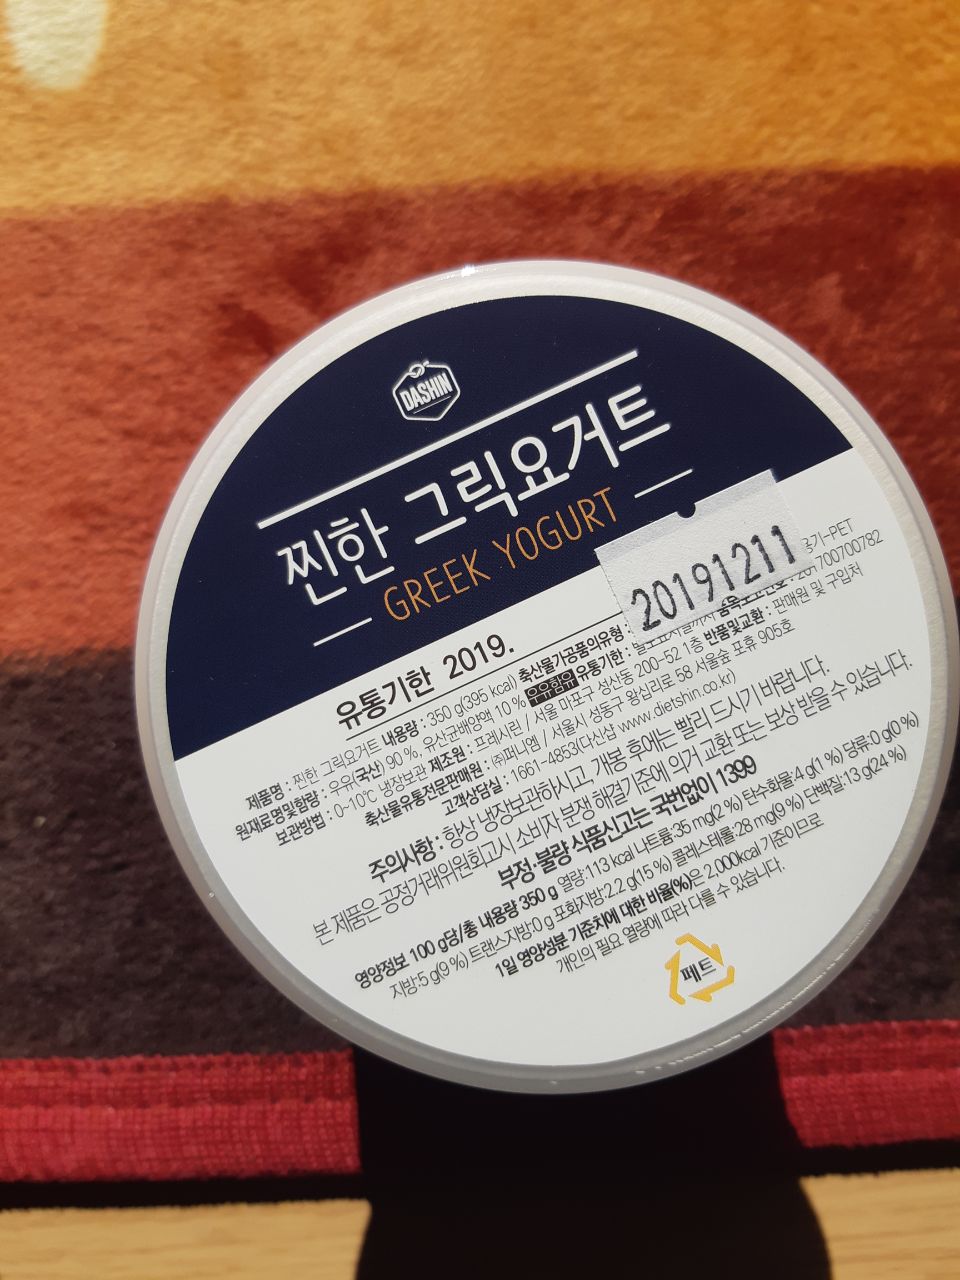 DASHIN
찐한 그릭요거트
GREEK YOGURT
20191211
유통기한 2019.
제품명 : 찐한 그릭요거트 내용량 : 350 g(395 kcal) 축산물가공품의유형 : 용기-PET
원재료명및함량 : 우유(국산) 90 %, 유산균배양액 10 % 우유함유 유통기한 : 700700782
보관방법 : 0-10℃ 냉장보관 제조원 : 프레시린 / 서울 마포구 성산동 200-52 1층 반품및교환 : 판매원 및 구입처
축산물유통전문판매원 : ㈜퍼니엠 / 서울시 성동구 왕십리로 58 서울숲 포휴 905호
고객상담실 : 1661-4853(다신샵 www.dietshin.co.kr)
주의사항 : 항상 냉장보관하시고, 개봉 후에는 빨리 드시기 바랍니다.
본 제품은 공정거래위원회고시 소비자 분쟁 해결기준에 의거 교환 또는 보상 받을 수 있습니다.
부정·불량 식품신고는 국번없이 1399
영양정보 100 g당/총 내용량 350 g 열량:113 kcal 나트륨:35 mg(2 %) 탄수화물:4 g(1 %) 당류:0 g(0 %)
지방:5 g(9 %) 트랜스지방:0 g 포화지방:2.2 g(15 %) 콜레스테롤:28 mg(9 %) 단백질:13 g(24 %)
1일 영양성분 기준치에 대한 비율(%)은 2,000kcal 기준이므로
개인의 필요 열량에 따라 다를 수 있습니다.
페트